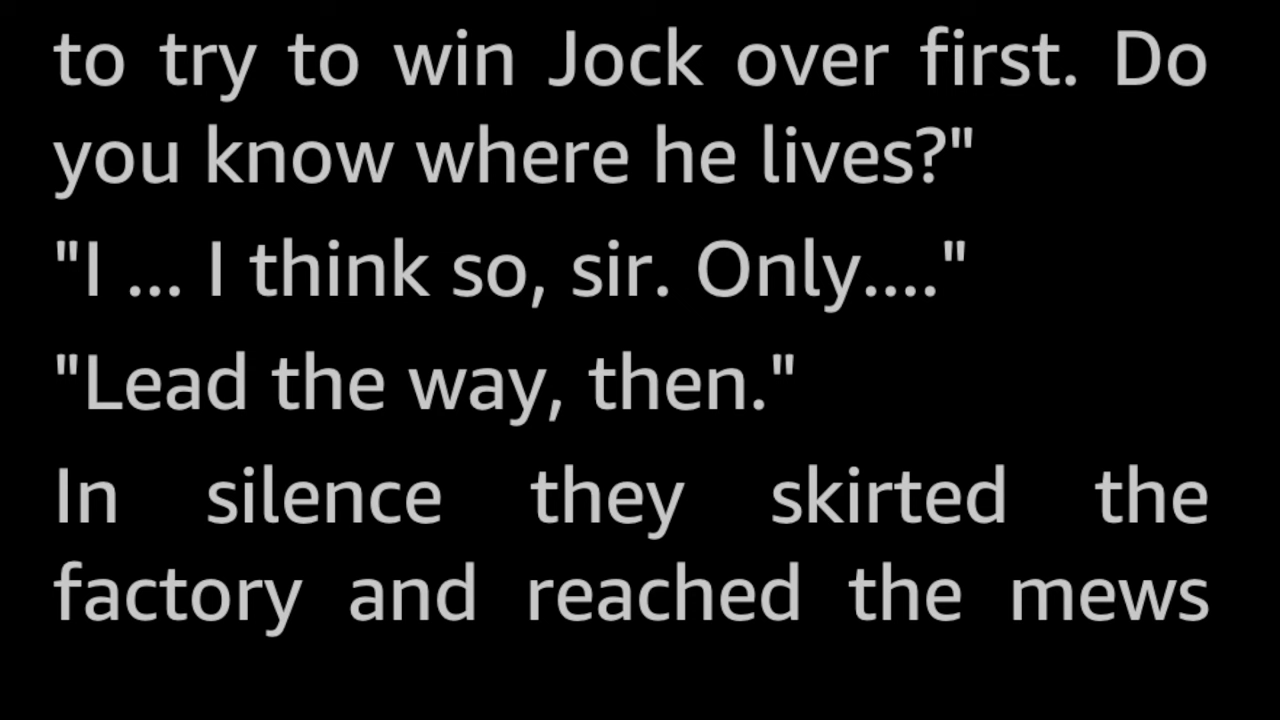 to try to win Jock over first. Do
you know where he lives?"
"I ... I think so, sir. Only...."
"Lead the way, then."
In silence they skirted the
factory and reached the mews